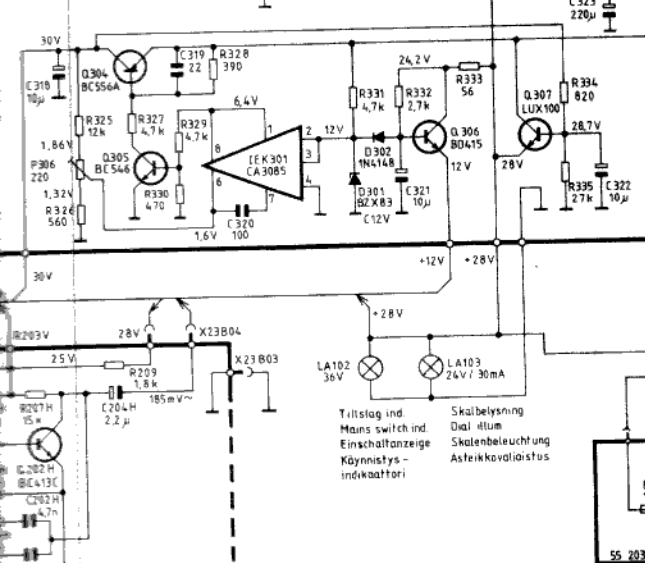 C323
220µ
30V
C318
10µ
Q304
BC556A
C319
22
R328
390
24,2V
R333
56
R331
4,7k
R332
2,7k
Q307
LUX100
R334
820
R325
12k
R327
4,7k
R329
4,7k
6,4V
12V
28,7V
1,86V
P306
220
1,32V
R326
560
Q305
BC546
R330
470
8
1
2
3
4
6
7
IEK301
CA3085
D302
1N4148
Q306
BD415
12V
28V
D301
BZX83
C12V
C321
10µ
R335
27k
C322
10µ
C320
100
1,6V
30V
+12V
+28V
R203V
28V
X23B04
+28V
25V
X23B03
R209
1,8k
185mV~
C204H
2,2µ
LA102
36V
LA103
24V / 30mA
R207H
15k
Q202H
BC413C
C202H
4,7n
Tillslag ind.
Mains switch ind.
Einschaltanzeige
Käynnistys-
indikaattori
Skalbelysning
Dial illum
Skalenbeleuchtung
Asteikkovalaistus
SS 203